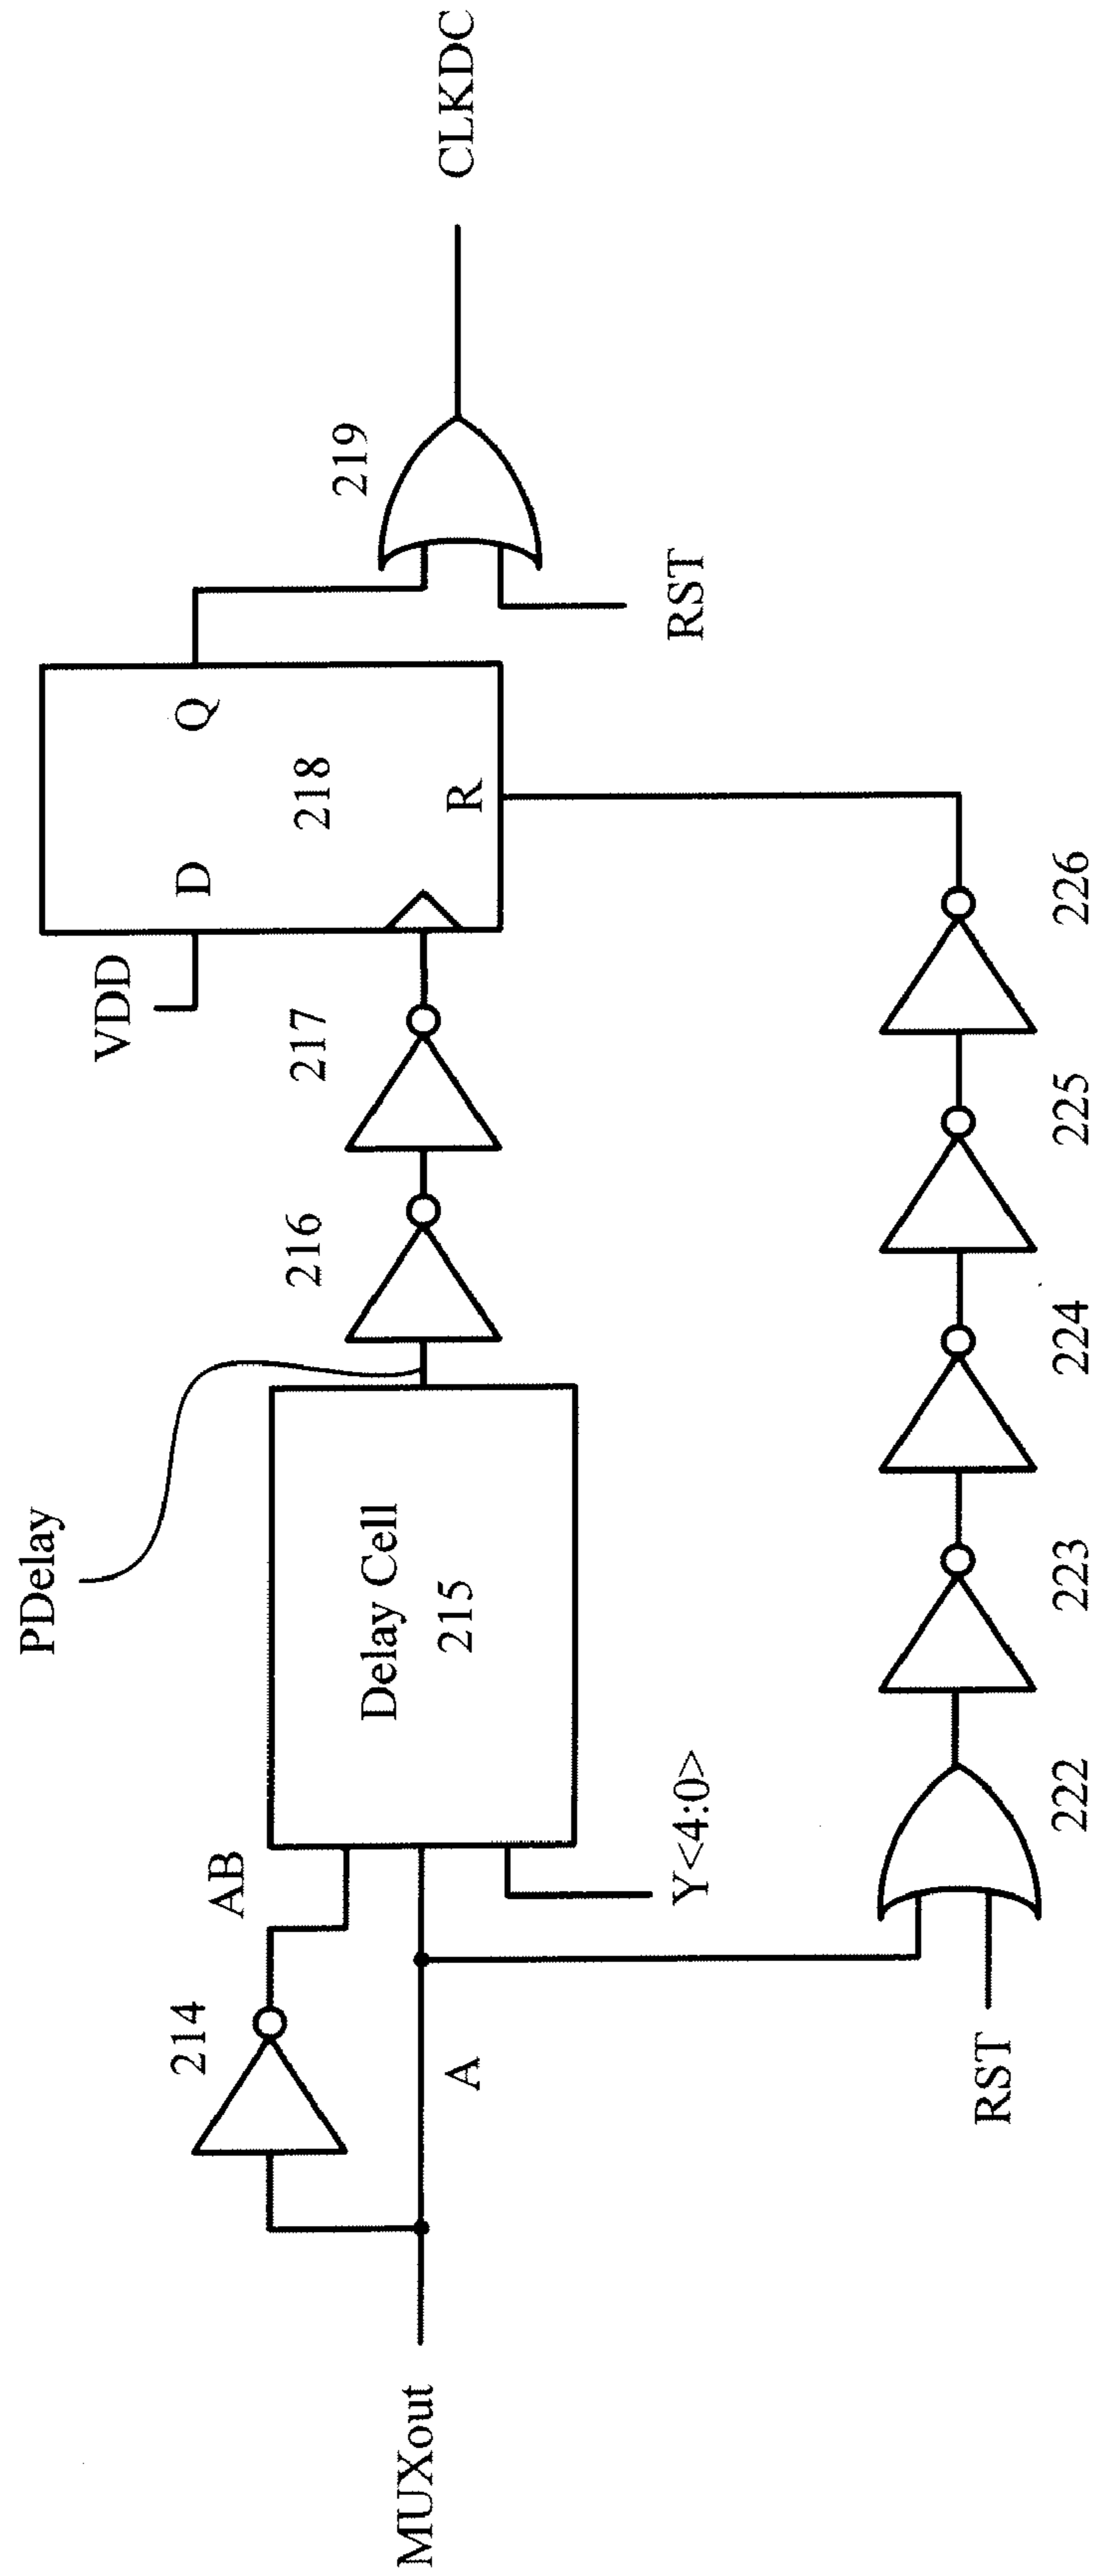 MUXout
214
AB
A
Y<4:0>
PDelay
Delay Cell
215
216
217
VDD
D
Q
218
R
219
RST
CLKDC
RST
222
223
224
225
226